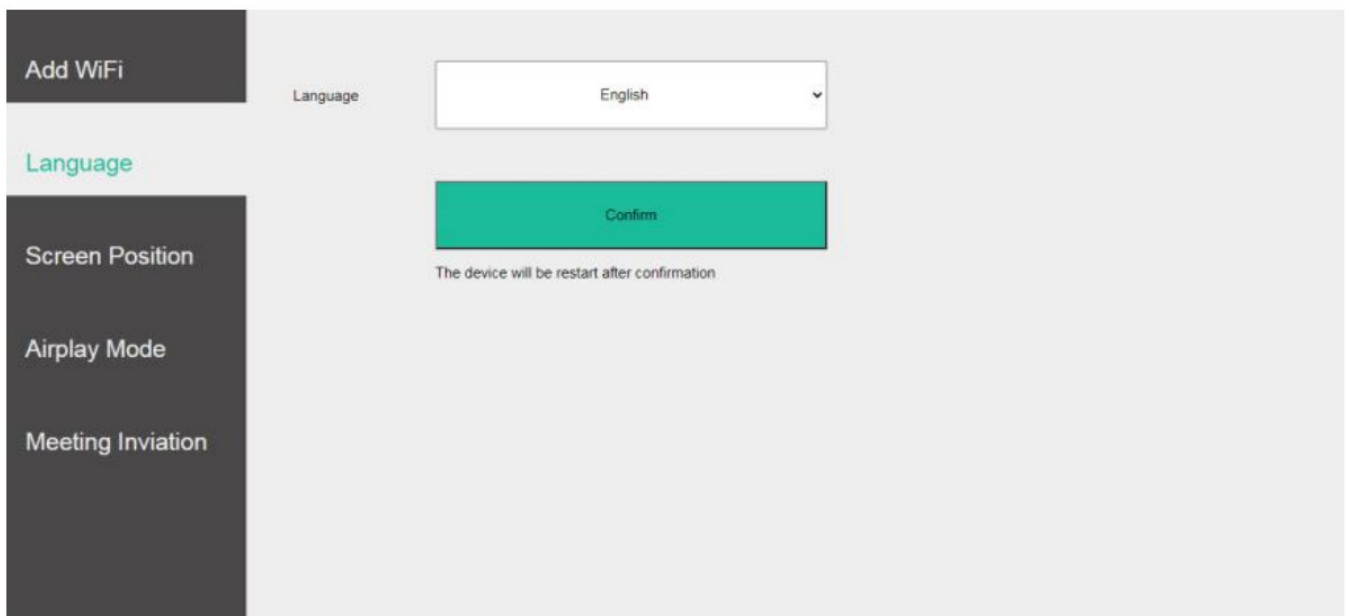 Add WiFi
Language
Screen Position
Airplay Mode
Meeting Inviation
Language
English
Confirm
The device will be restart after confirmation